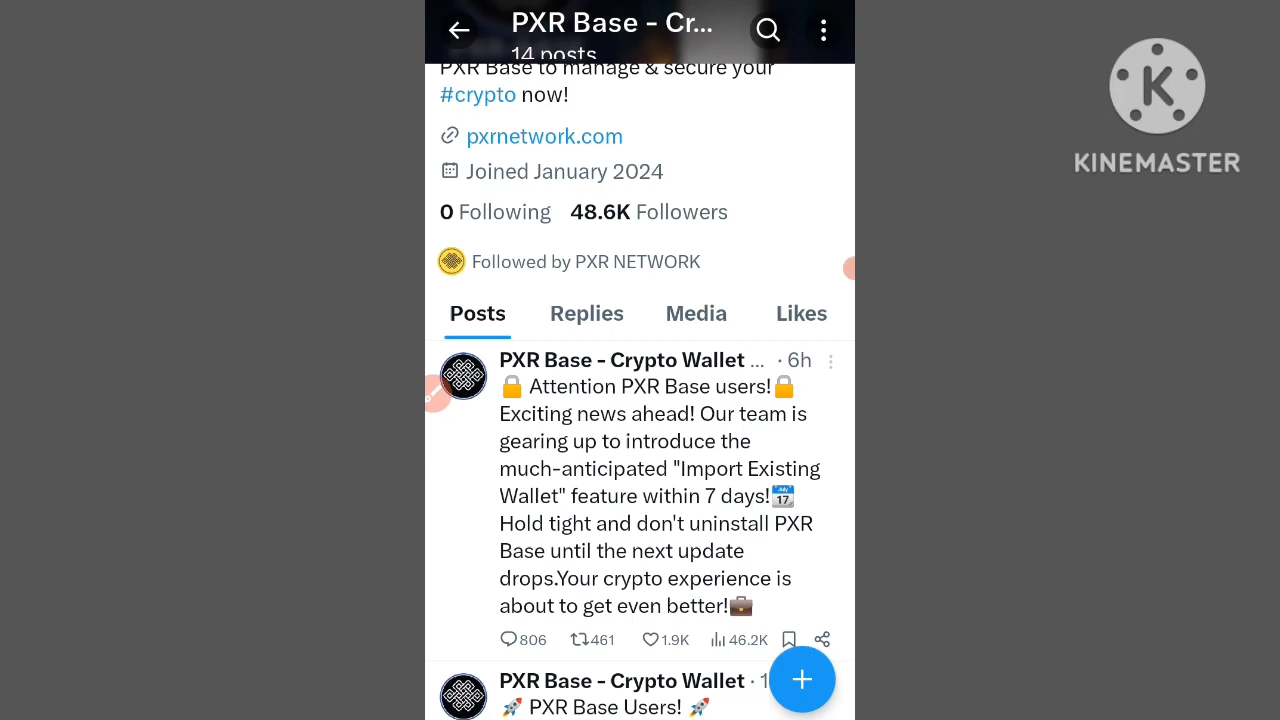 PXR Base - Cr...
14 posts
PXR Base to manage & secure your
#crypto now!
pxrnetwork.com
Joined January 2024
0 Following 48.6K Followers
Followed by PXR NETWORK
Posts Replies Media Likes
PXR Base - Crypto Wallet ... · 6h
🔒 Attention PXR Base users!🔒
Exciting news ahead! Our team is
gearing up to introduce the
much-anticipated "Import Existing
Wallet" feature within 7 days!📅
Hold tight and don't uninstall PXR
Base until the next update
drops.Your crypto experience is
about to get even better!💼
806 461 1.9K 46.2K
PXR Base - Crypto Wallet · 1
🚀 PXR Base Users! 🚀
K
KINEMASTER